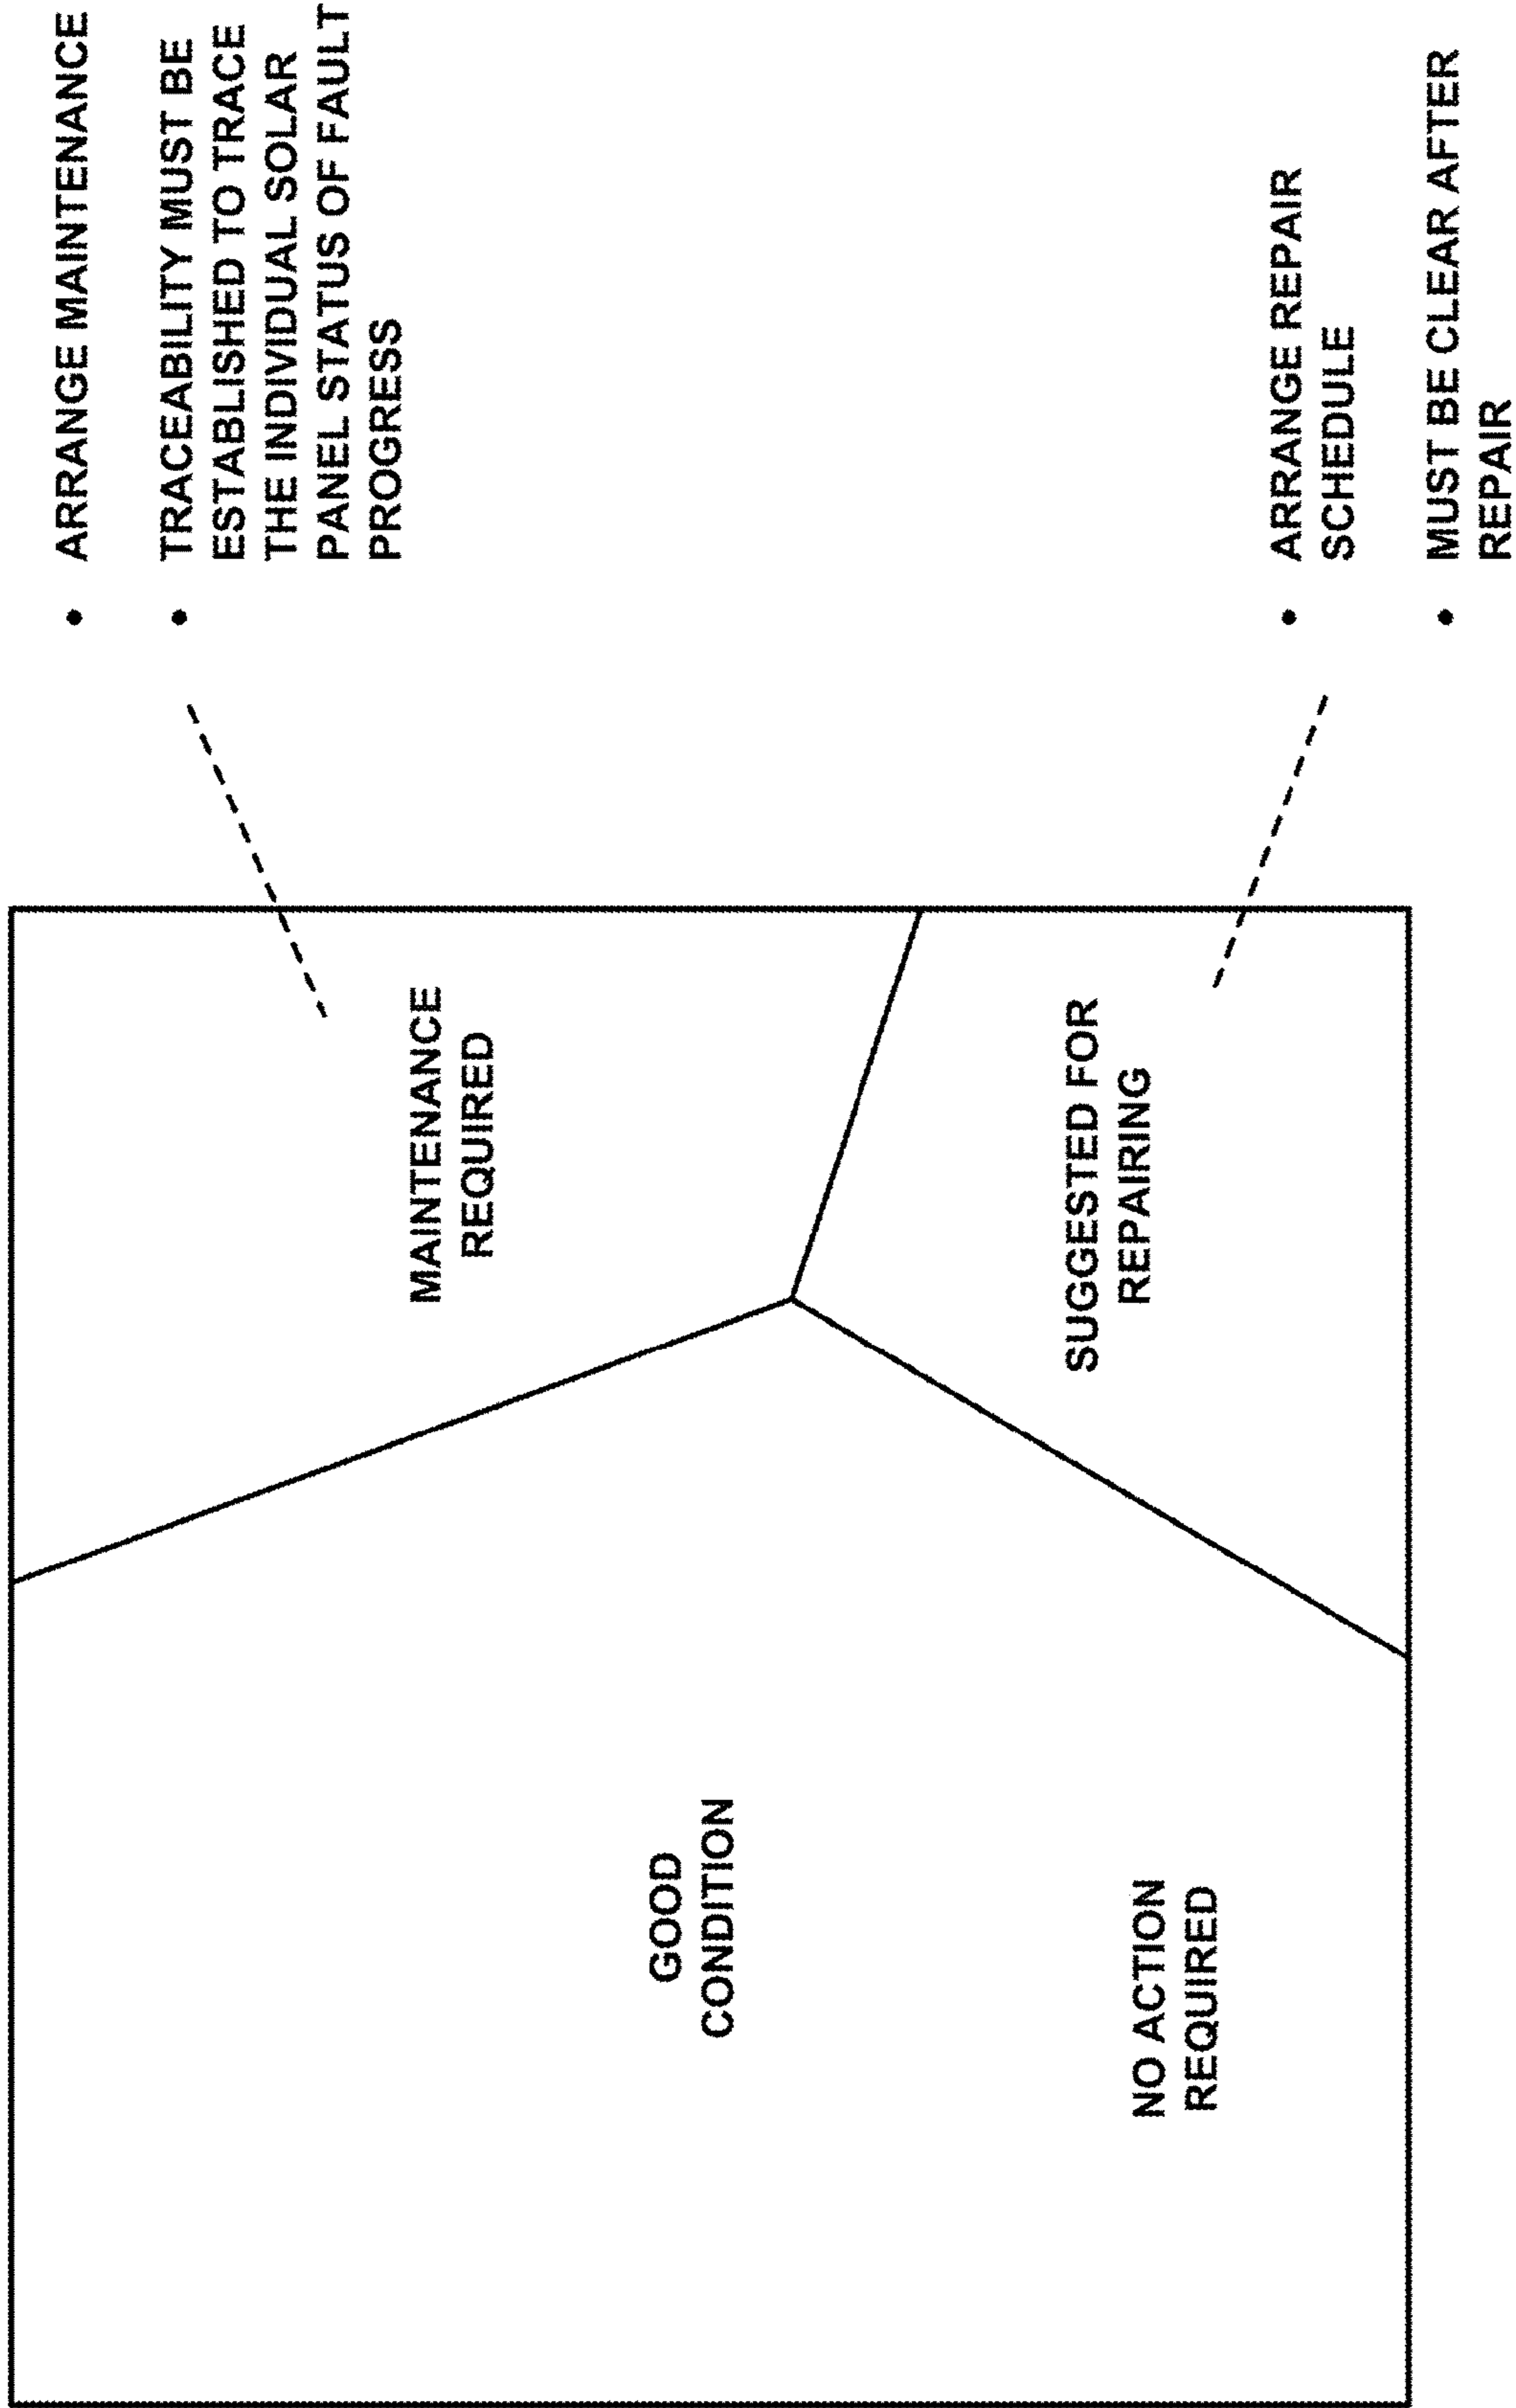 GOOD
CONDITION
NO ACTION
REQUIRED
MAINTENANCE
REQUIRED
SUGGESTED FOR
REPAIRING
• ARRANGE MAINTENANCE
• TRACEABILITY MUST BE
ESTABLISHED TO TRACE
THE INDIVIDUAL SOLAR
PANEL STATUS OF FAULT
PROGRESS
• ARRANGE REPAIR
SCHEDULE
• MUST BE CLEAR AFTER
REPAIR